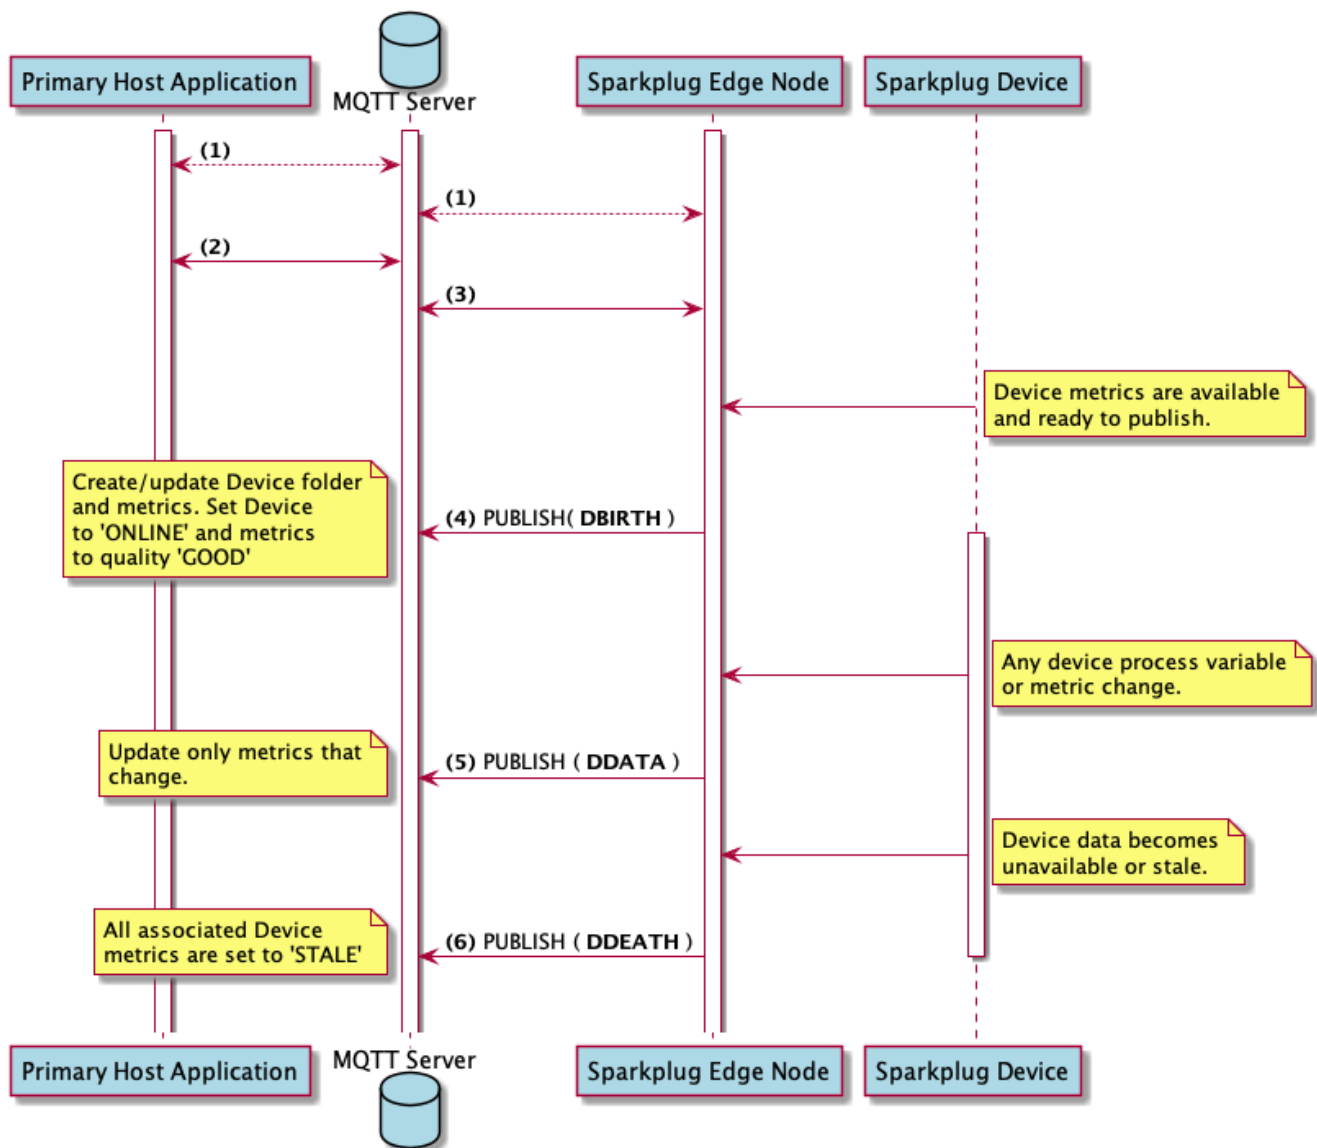 Primary Host Application
MQTT Server
Sparkplug Edge Node
Sparkplug Device
(1)
(1)
(2)
(3)
Device metrics are available
and ready to publish.
Create/update Device folder
and metrics. Set Device
to 'ONLINE' and metrics
to quality 'GOOD'
(4) PUBLISH( DBIRTH )
Any device process variable
or metric change.
Update only metrics that
change.
(5) PUBLISH ( DDATA )
Device data becomes
unavailable or stale.
All associated Device
metrics are set to 'STALE'
(6) PUBLISH ( DDEATH )
Primary Host Application
MQTT Server
Sparkplug Edge Node
Sparkplug Device